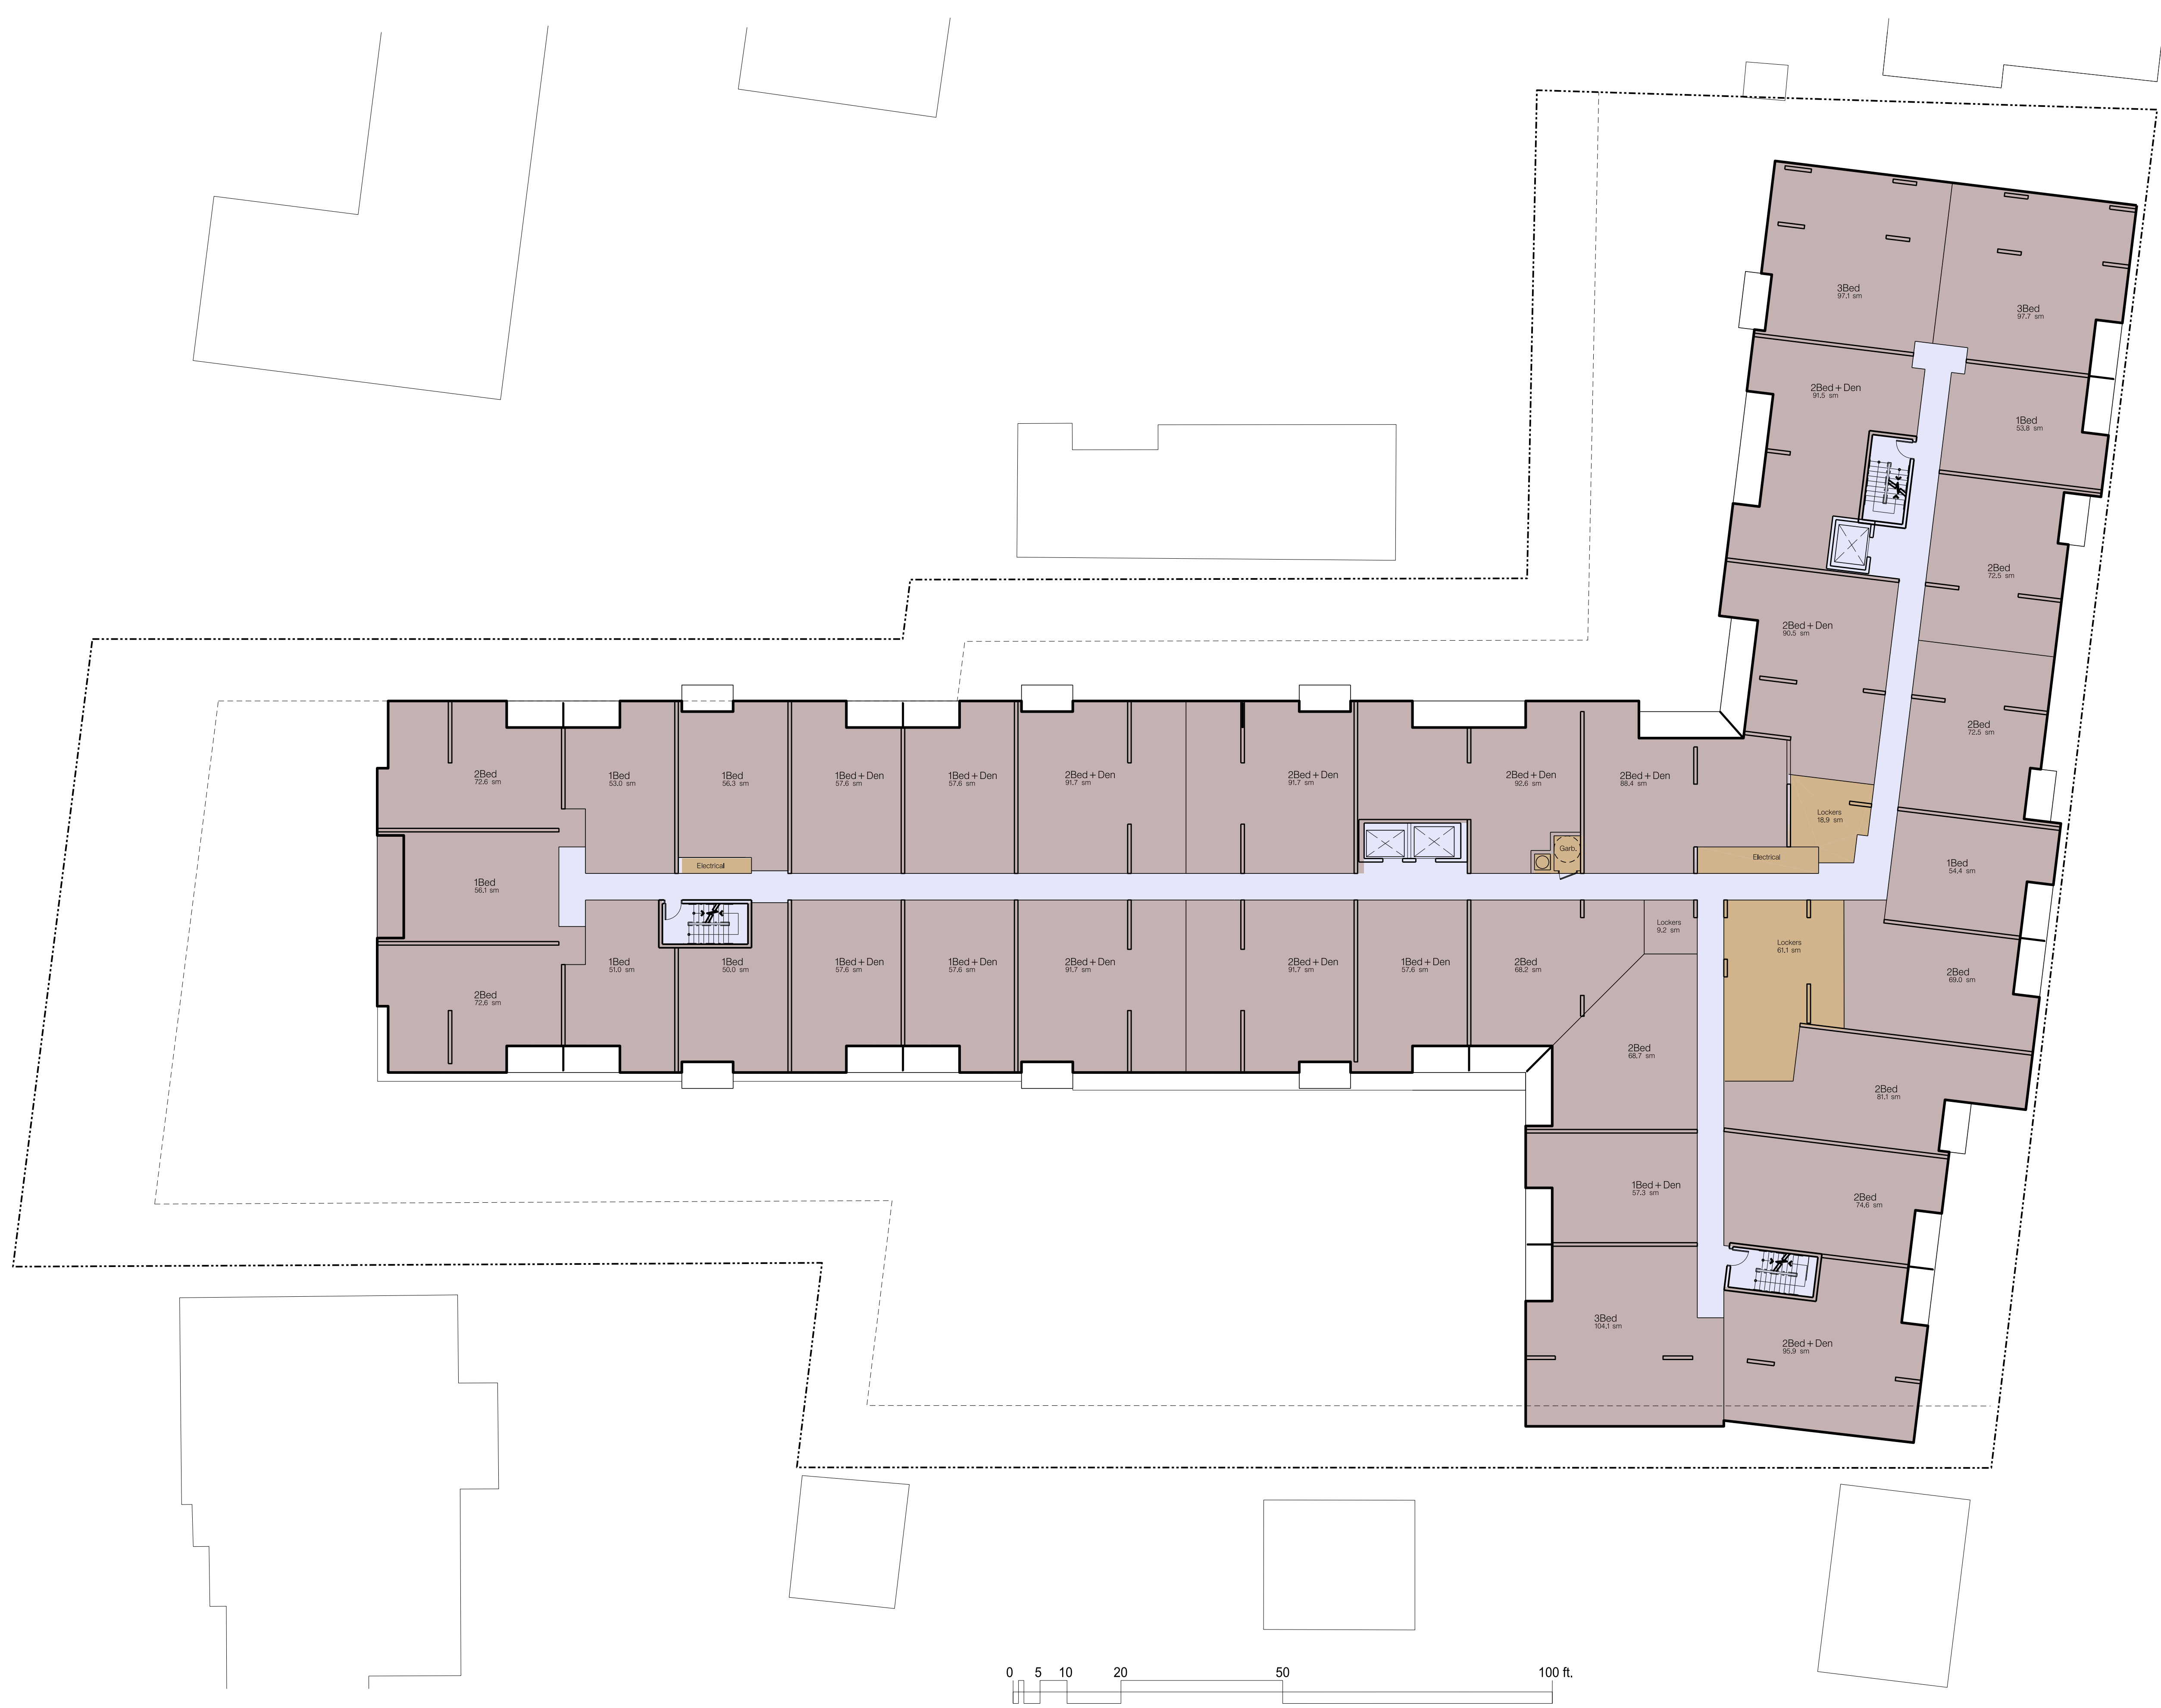 3Bed
97.1 sm
3Bed
97.7 sm
2Bed+Den
91.5 sm
1Bed
53.8 sm
2Bed
72.5 sm
2Bed+Den
90.5 sm
2Bed
72.5 sm
2Bed
72.6 sm
1Bed
53.0 sm
1Bed
56.3 sm
1Bed+Den
57.6 sm
1Bed+Den
57.6 sm
2Bed+Den
91.7 sm
2Bed+Den
91.7 sm
2Bed+Den
92.6 sm
2Bed+Den
88.4 sm
Lockers
18.9 sm
Garb.
Electrical
Electrical
1Bed
56.1 sm
1Bed
54.4 sm
Lockers
9.2 sm
Lockers
61.1 sm
1Bed
51.0 sm
1Bed
50.0 sm
1Bed+Den
57.6 sm
1Bed+Den
57.6 sm
2Bed+Den
91.7 sm
2Bed+Den
91.7 sm
1Bed+Den
57.6 sm
2Bed
68.2 sm
2Bed
69.0 sm
2Bed
72.6 sm
2Bed
68.7 sm
2Bed
81.1 sm
1Bed+Den
57.3 sm
2Bed
74.6 sm
3Bed
104.1 sm
2Bed+Den
95.9 sm
0 5 10 20 50 100 ft.